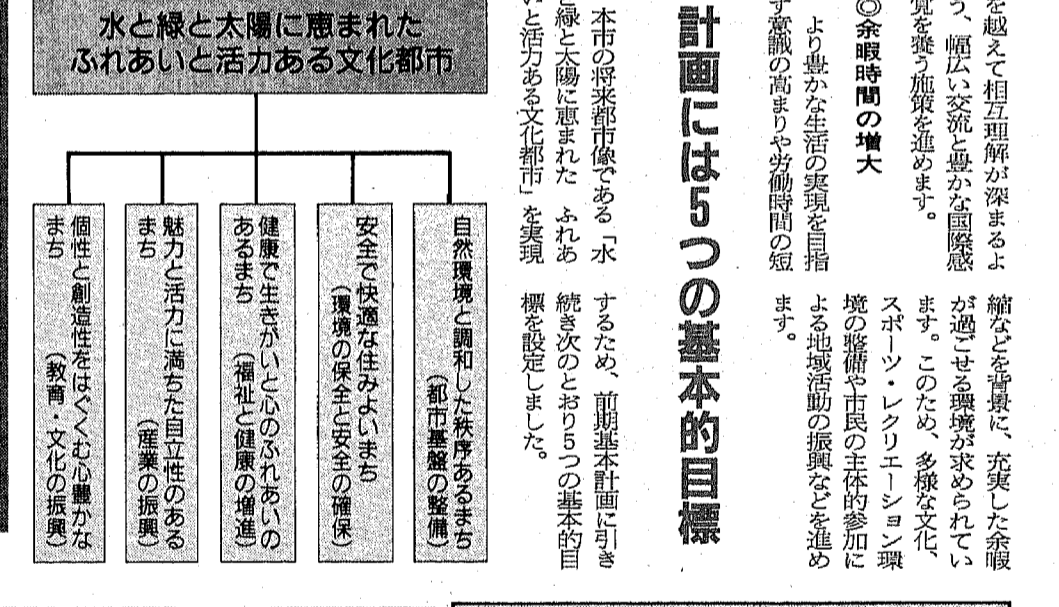 を越えて相互理解が深まるよ
う、幅広い交流と豊かな国際感
覚を養う施策を進めます。
◎余暇時間の増大
より豊かな生活の実現を目指
す意識の高まりや労働時間の短
縮などを背景に、充実した余暇
が過ごせる環境が求められてい
ます。このため、多様な文化、
スポーツ・レクリエーション環
境の整備や市民の主体的参加に
よる地域活動の振興などを進め
ます。
計画には5つの基本的目標
本市の将来都市像である「水
と緑と太陽に恵まれた ふれあ
いと活力ある文化都市」を実現
するため、前期基本計画に引き
続き次のとおり5つの基本的目
標を設定しました。
水と緑と太陽に恵まれた
ふれあいと活力ある文化都市
自然環境と調和した秩序あるまち
(都市基盤の整備)
安全で快適な住みよいまち
(環境の保全と安全の確保)
健康で生きがいと心のふれあいの
あるまち (福祉と健康の増進)
魅力と活力に満ちた自立性のある
まち (産業の振興)
個性と創造性をはぐくむ心豊かな
まち (教育・文化の振興)